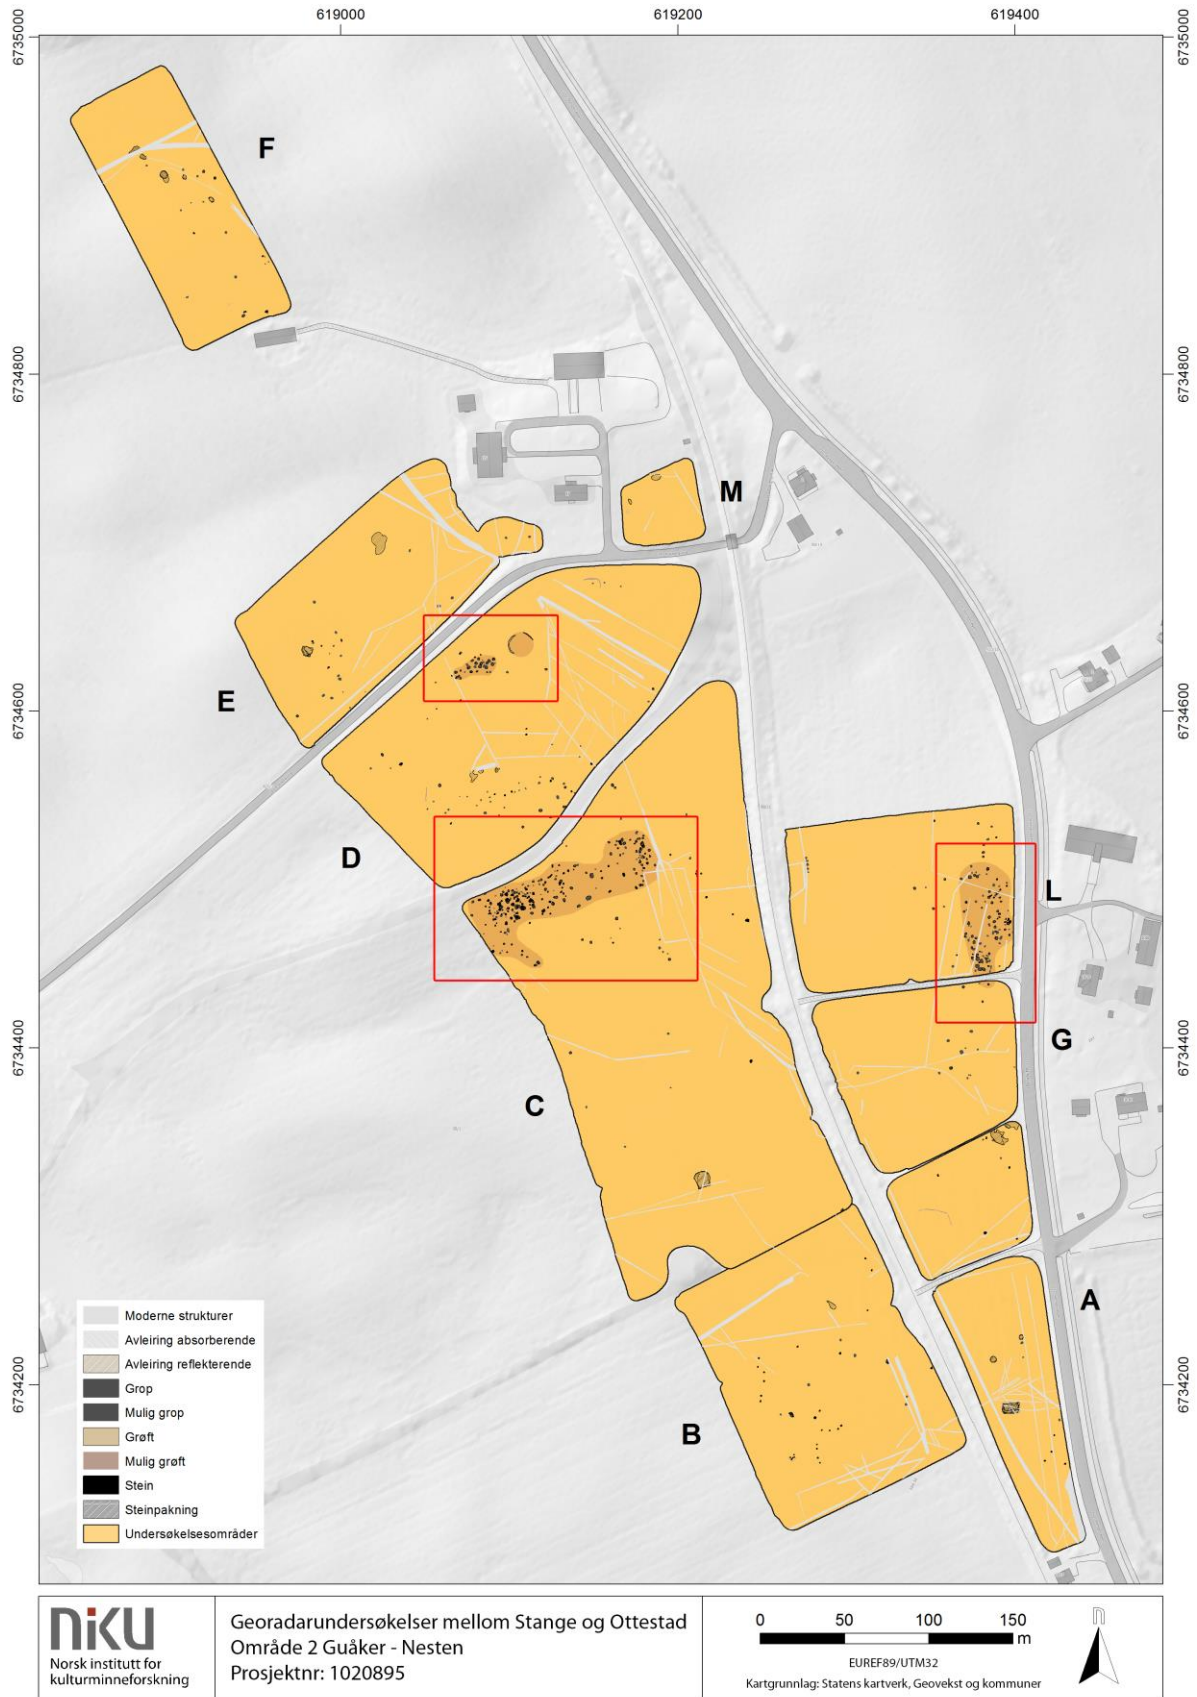 619000
619200
619400
6735000
6735000
F
6734800
6734800
M
E
6734600
6734600
D
L
G
6734400
6734400
C
A
6734200
6734200
B
Moderne strukturer
Avleiring absorberende
Avleiring reflekterende
Grop
Mulig grop
Grøft
Mulig grøft
Stein
Steinpakning
Undersøkelsesområder
niku
Norsk institutt for
kulturminneforskning
Georadarundersøkelser mellom Stange og Ottestad
Område 2 Guåker - Nesten
Prosjektnr: 1020895
0 50 100 150
m
EUREF89/UTM32
Kartgrunnlag: Statens kartverk, Geovekst og kommuner
n